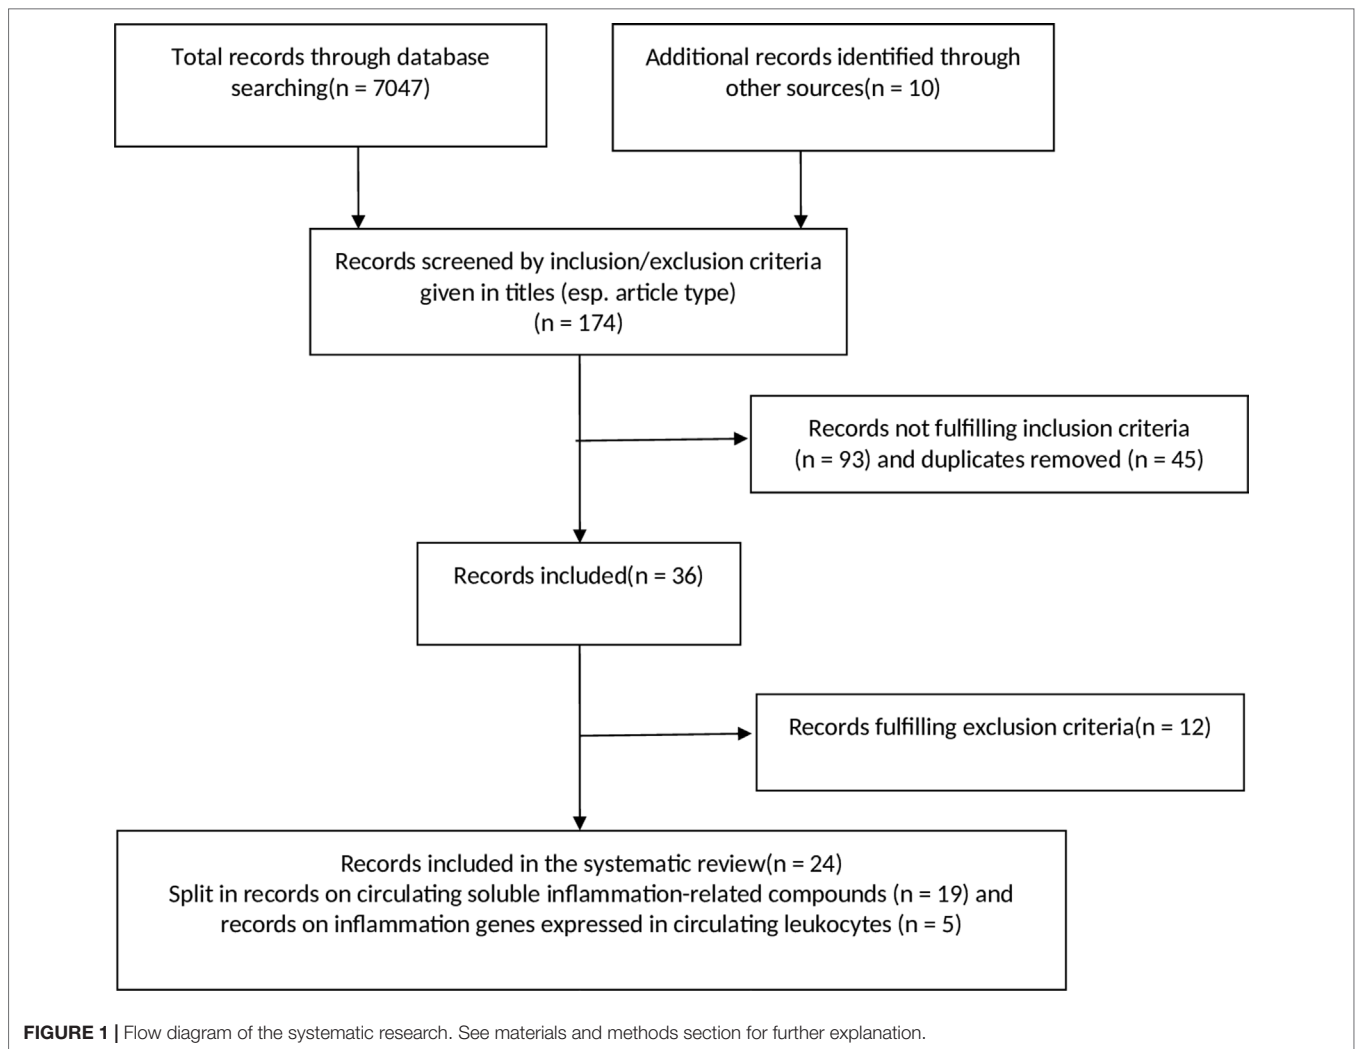 Total records through database
searching(n = 7047)
Additional records identified through
other sources(n = 10)
Records screened by inclusion/exclusion criteria
given in titles (esp. article type)
(n = 174)
Records not fulfilling inclusion criteria
(n = 93) and duplicates removed (n = 45)
Records included(n = 36)
Records fulfilling exclusion criteria(n = 12)
Records included in the systematic review(n = 24)
Split in records on circulating soluble inflammation-related compounds (n = 19) and
records on inflammation genes expressed in circulating leukocytes (n = 5)
FIGURE 1 | Flow diagram of the systematic research. See materials and methods section for further explanation.